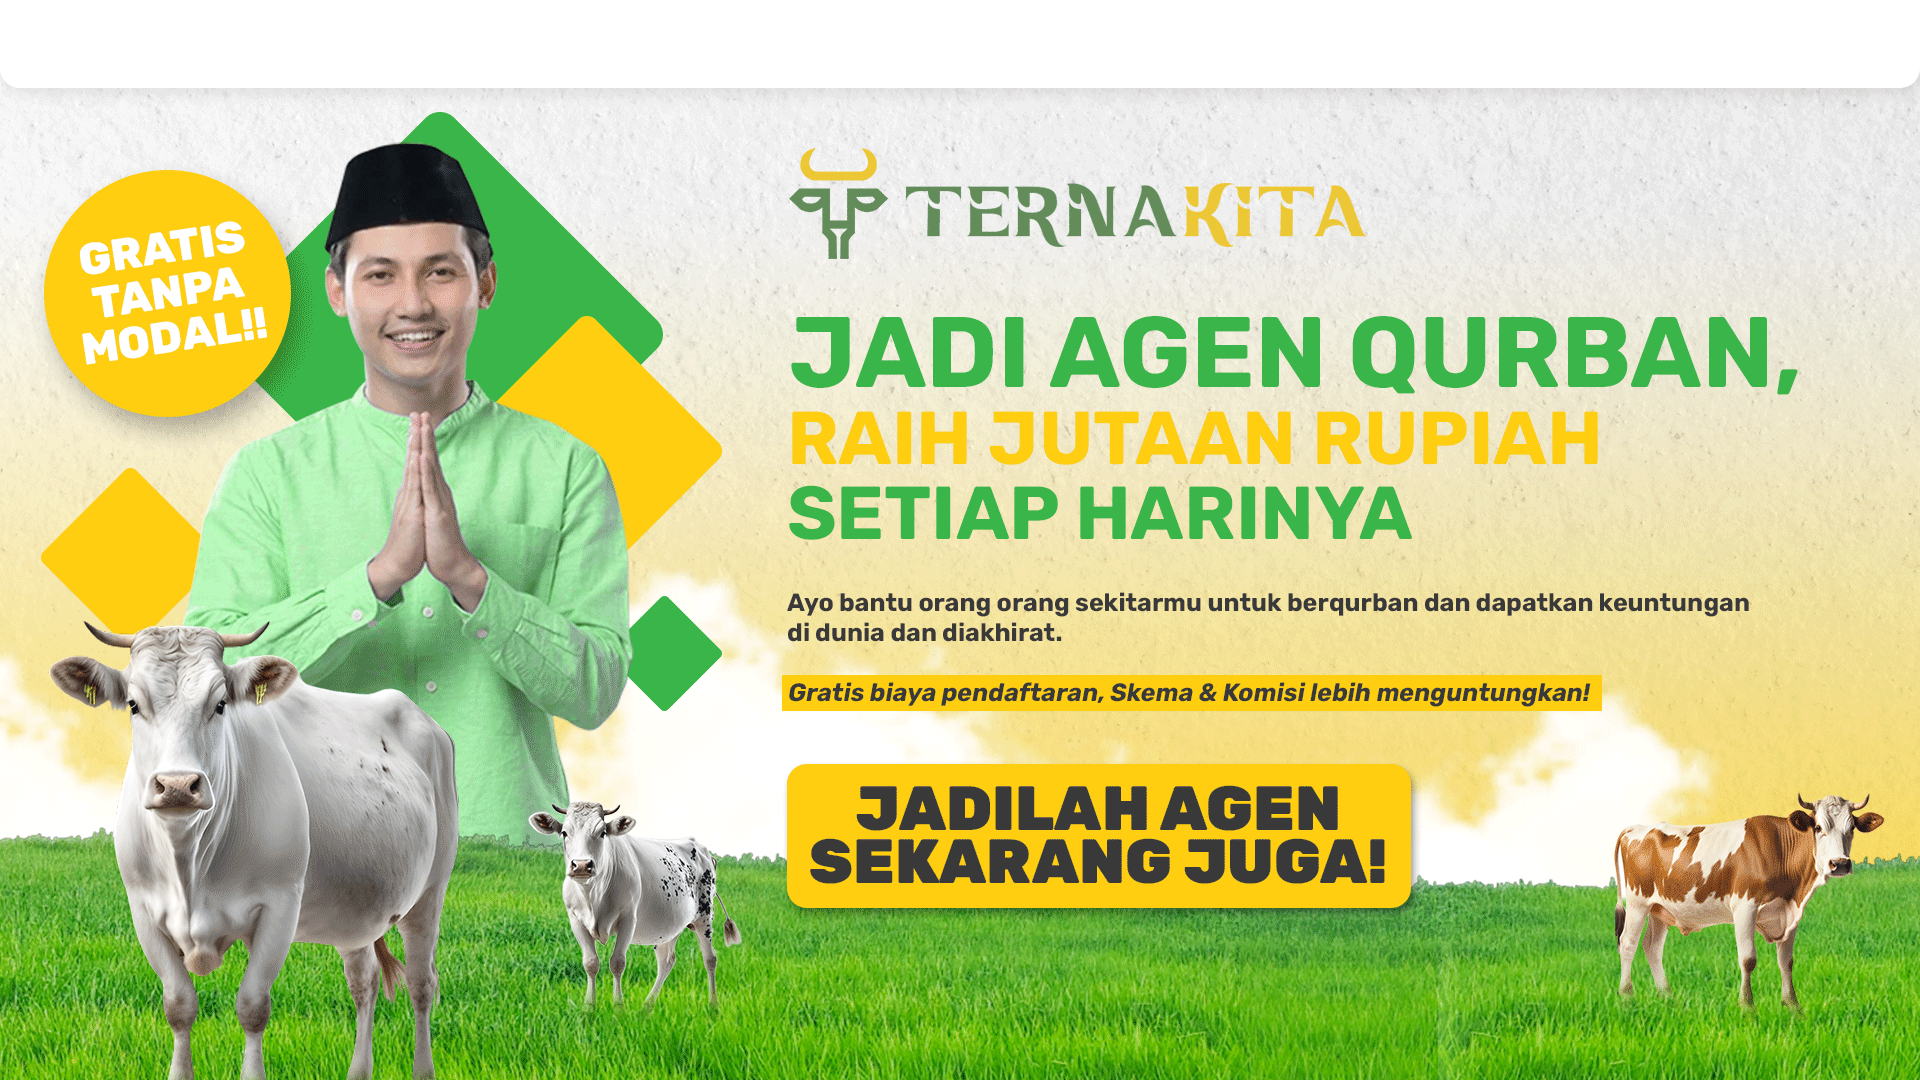 GRATIS
TANPA
MODAL!!
TERNAKITA
JADI AGEN QURBAN,
RAIH JUTAAN RUPIAH
SETIAP HARINYA
Ayo bantu orang orang sekitarmu untuk berqurban dan dapatkan keuntungan
di dunia dan diakhirat.
Gratis biaya pendaftaran, Skema & Komisi lebih menguntungkan!
JADILAH AGEN
SEKARANG JUGA!